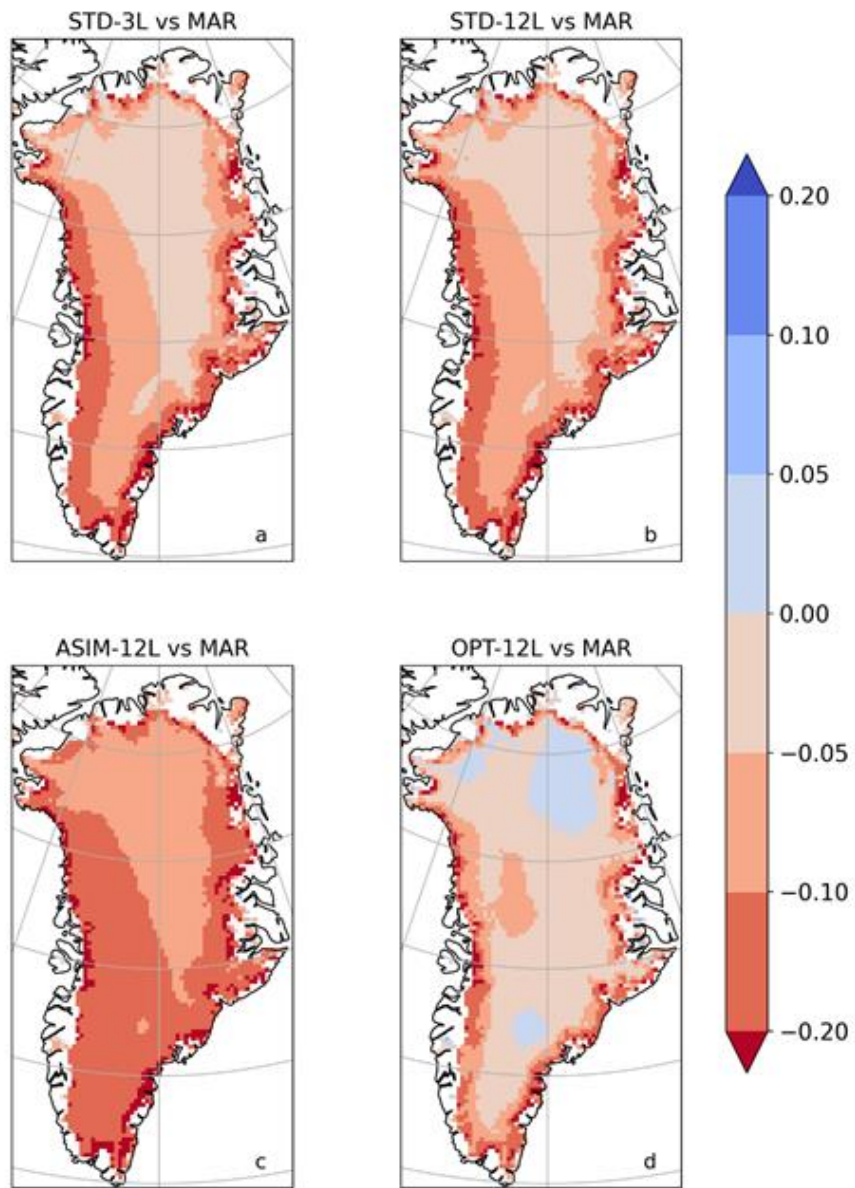 STD-3L vs MAR
STD-12L vs MAR
a
b
0.20
0.10
0.05
0.00
−0.05
−0.10
−0.20
ASIM-12L vs MAR
OPT-12L vs MAR
c
d